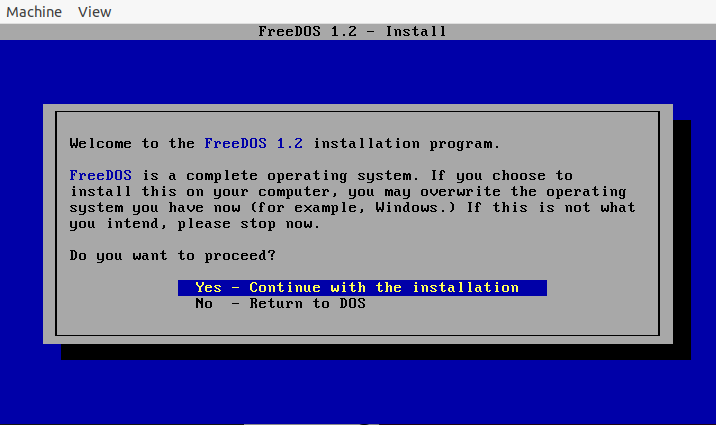 Machine View
FreeDOS 1.2 - Install
Welcome to the FreeDOS 1.2 installation program.
FreeDOS is a complete operating system. If you choose to
install this on your computer, you may overwrite the operating
system you have now (for example, Windows.) If this is not what
you intend, please stop now.
Do you want to proceed?
Yes - Continue with the installation
No - Return to DOS